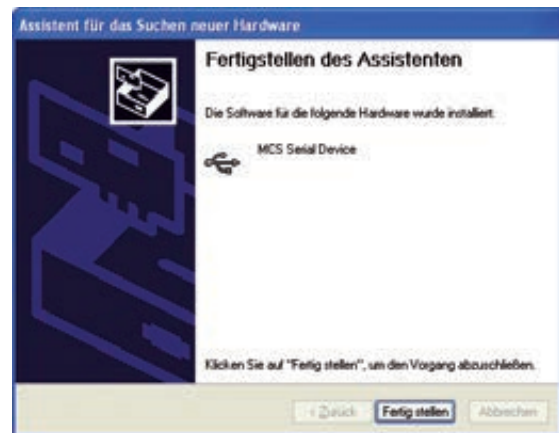 Assistent für das Suchen neuer Hardware
Fertigstellen des Assistenten
Die Software für die folgende Hardware wurde installiert:
MCS Serial Device
Klicken Sie auf "Fertig stellen", um den Vorgang abzuschließen.
< Zurück Fertig stellen Abbrechen